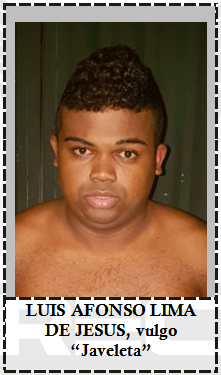 LUIS AFONSO LIMA
DE JESUS, vulgo
“Javeleta”